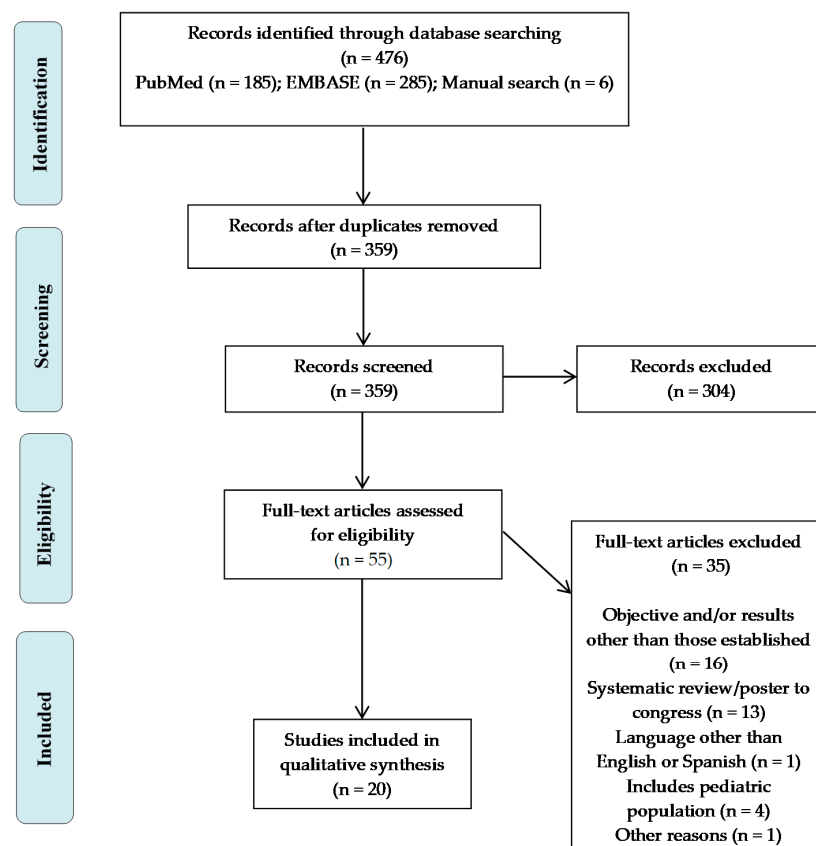 Identification
Records identified through database searching
(n = 476)
PubMed (n = 185); EMBASE (n = 285); Manual search (n = 6)
Records after duplicates removed
(n = 359)
Screening
Records screened
(n = 359)
Records excluded
(n = 304)
Eligibility
Full-text articles assessed
for eligibility
(n = 55)
Full-text articles excluded
(n = 35)
Objective and/or results
other than those established
(n = 16)
Systematic review/poster to
congress (n = 13)
Language other than
English or Spanish (n = 1)
Includes pediatric
population (n = 4)
Other reasons (n = 1)
Included
Studies included in
qualitative synthesis
(n = 20)